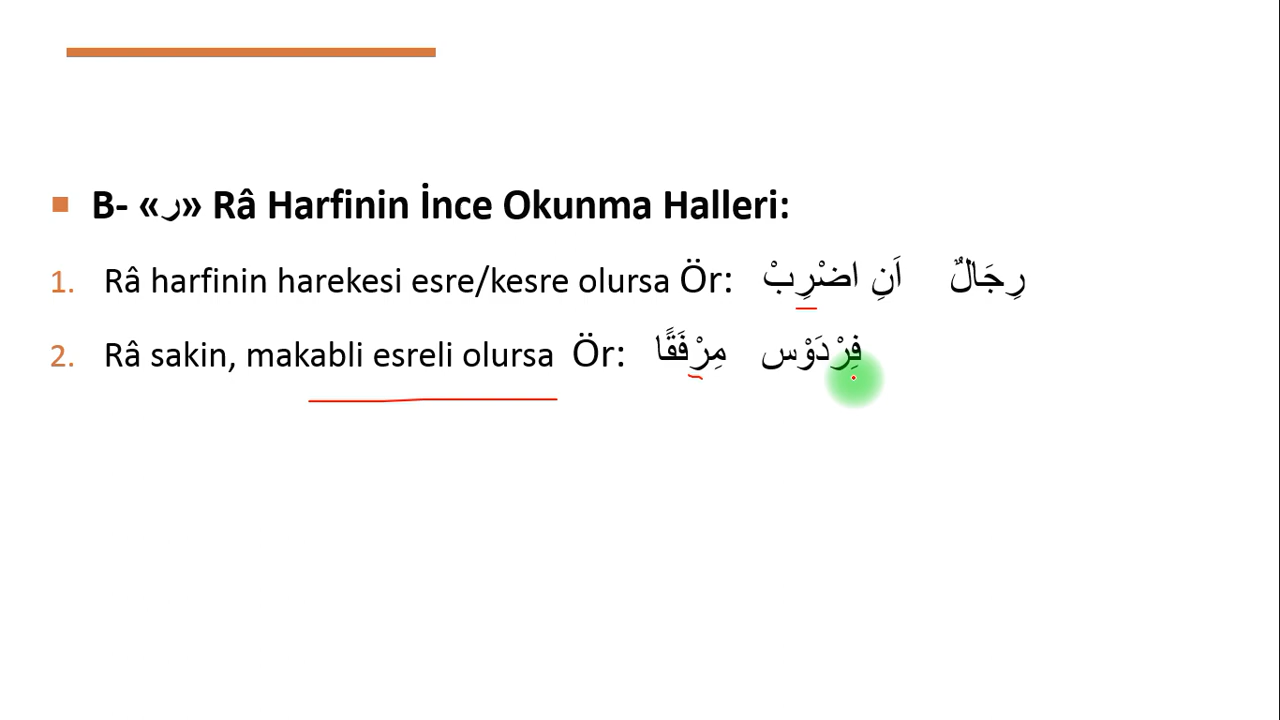 B- «ر» Râ Harfinin İnce Okunma Halleri:
1. Râ harfinin harekesi esre/kesre olursa Ör: رِجَالٌ اَنِ اضْرِبْ
2. Râ sakin, makabli esreli olursa Ör: فِرْدَوْس مِرْفَقًا